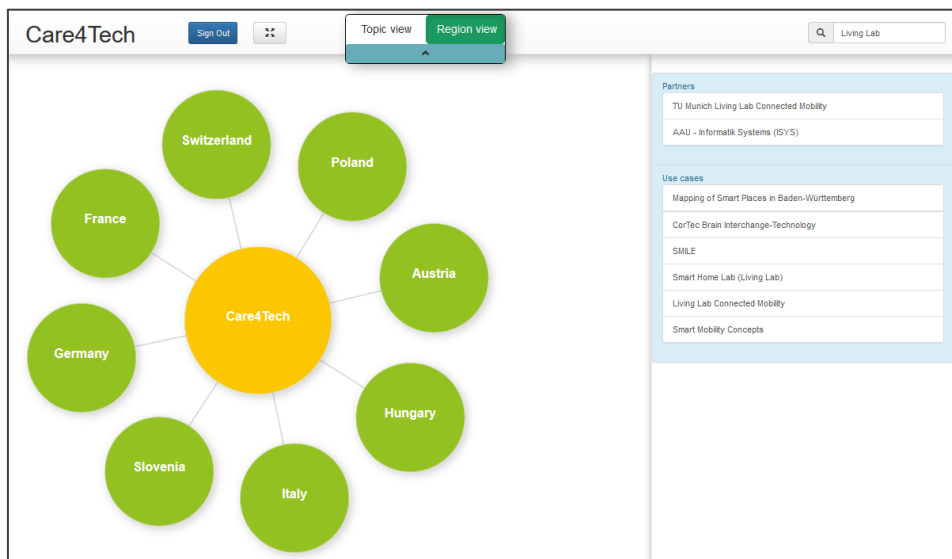 Care4Tech
Sign Out
Topic view
Region view
Living Lab
Switzerland
Poland
France
Austria
Care4Tech
Germany
Hungary
Slovenia
Italy
Partners
TU Munich Living Lab Connected Mobility
AAU - Informatik Systems (ISYS)
Use cases
Mapping of Smart Places in Baden-Württemberg
CorTec Brain Interchange-Technology
SMILE
Smart Home Lab (Living Lab)
Living Lab Connected Mobility
Smart Mobility Concepts